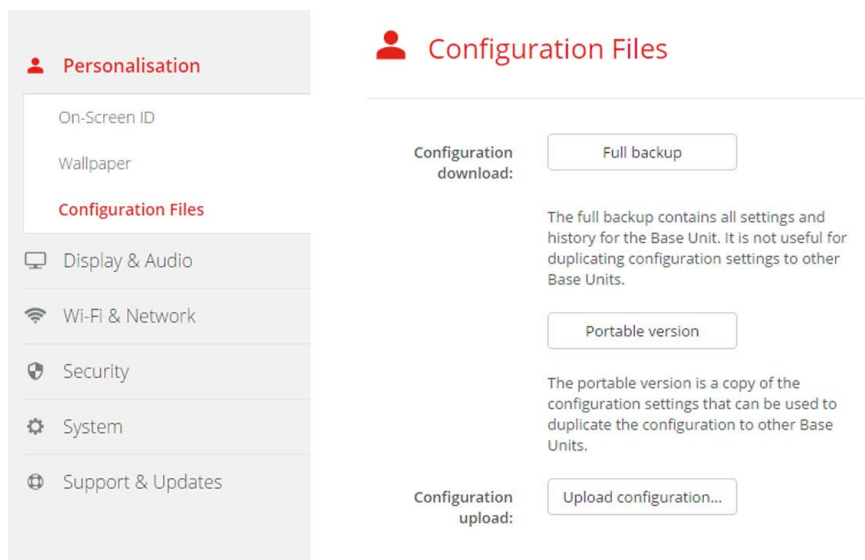 Personalisation
On-Screen ID
Wallpaper
Configuration Files
Display & Audio
Wi-Fi & Network
Security
System
Support & Updates
Configuration Files
Configuration
download:
Full backup
The full backup contains all settings and
history for the Base Unit. It is not useful for
duplicating configuration settings to other
Base Units.
Portable version
The portable version is a copy of the
configuration settings that can be used to
duplicate the configuration to other Base
Units.
Configuration
upload:
Upload configuration...